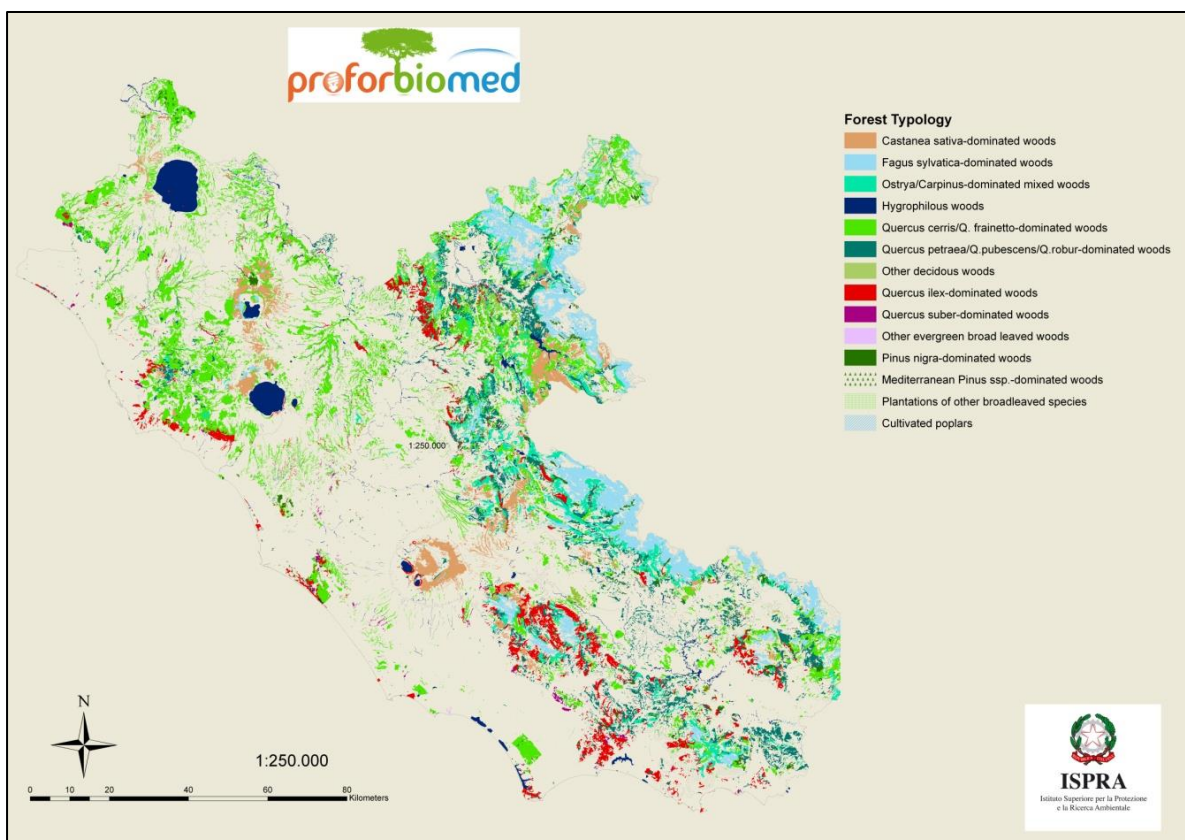 proforbiomed
Forest Typology
Castanea sativa-dominated woods
Fagus sylvatica-dominated woods
Ostrya/Carpinus-dominated mixed woods
Hygrophilous woods
Quercus cerris/Q. frainetto-dominated woods
Quercus petraea/Q.pubescens/Q.robur-dominated woods
Other decidous woods
Quercus ilex-dominated woods
Quercus suber-dominated woods
Other evergreen broad leaved woods
Pinus nigra-dominated woods
Mediterranean Pinus ssp.-dominated woods
Plantations of other broadleaved species
Cultivated poplars
1:250.000
N
1:250.000
0 10 20 40 60 80
Kilometers
ISPRA
Istituto Superiore per la Protezione
e la Ricerca Ambientale